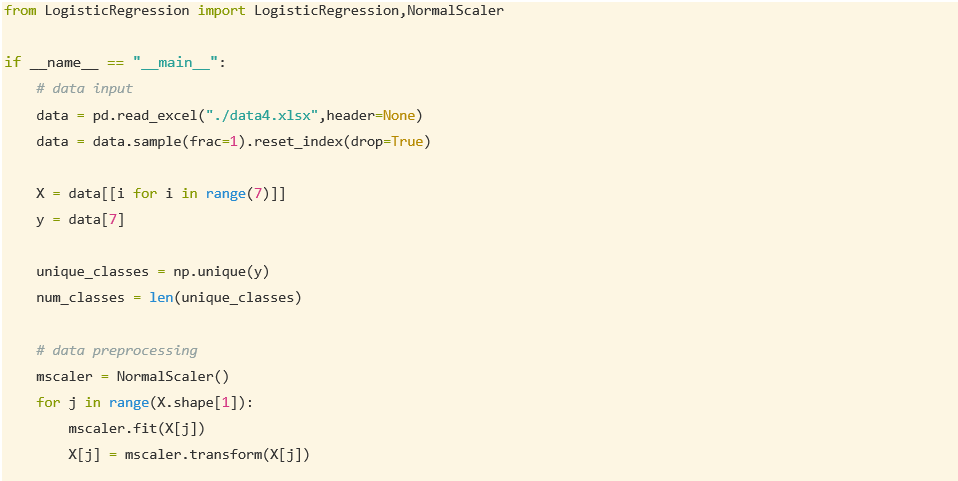 from LogisticRegression import LogisticRegression,NormalScaler
if __name__ == "__main__":
    # data input
    data = pd.read_excel("./data4.xlsx",header=None)
    data = data.sample(frac=1).reset_index(drop=True)
    X = data[[i for i in range(7)]]
    y = data[7]
    unique_classes = np.unique(y)
    num_classes = len(unique_classes)
    # data preprocessing
    mscaler = NormalScaler()
    for j in range(X.shape[1]):
        mscaler.fit(X[j])
        X[j] = mscaler.transform(X[j])